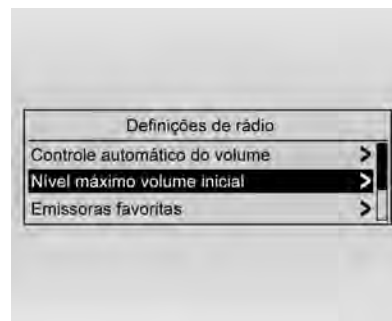 Definições de rádio
Controle automático do volume >
Nível máximo volume inicial >
Emissoras favoritas >